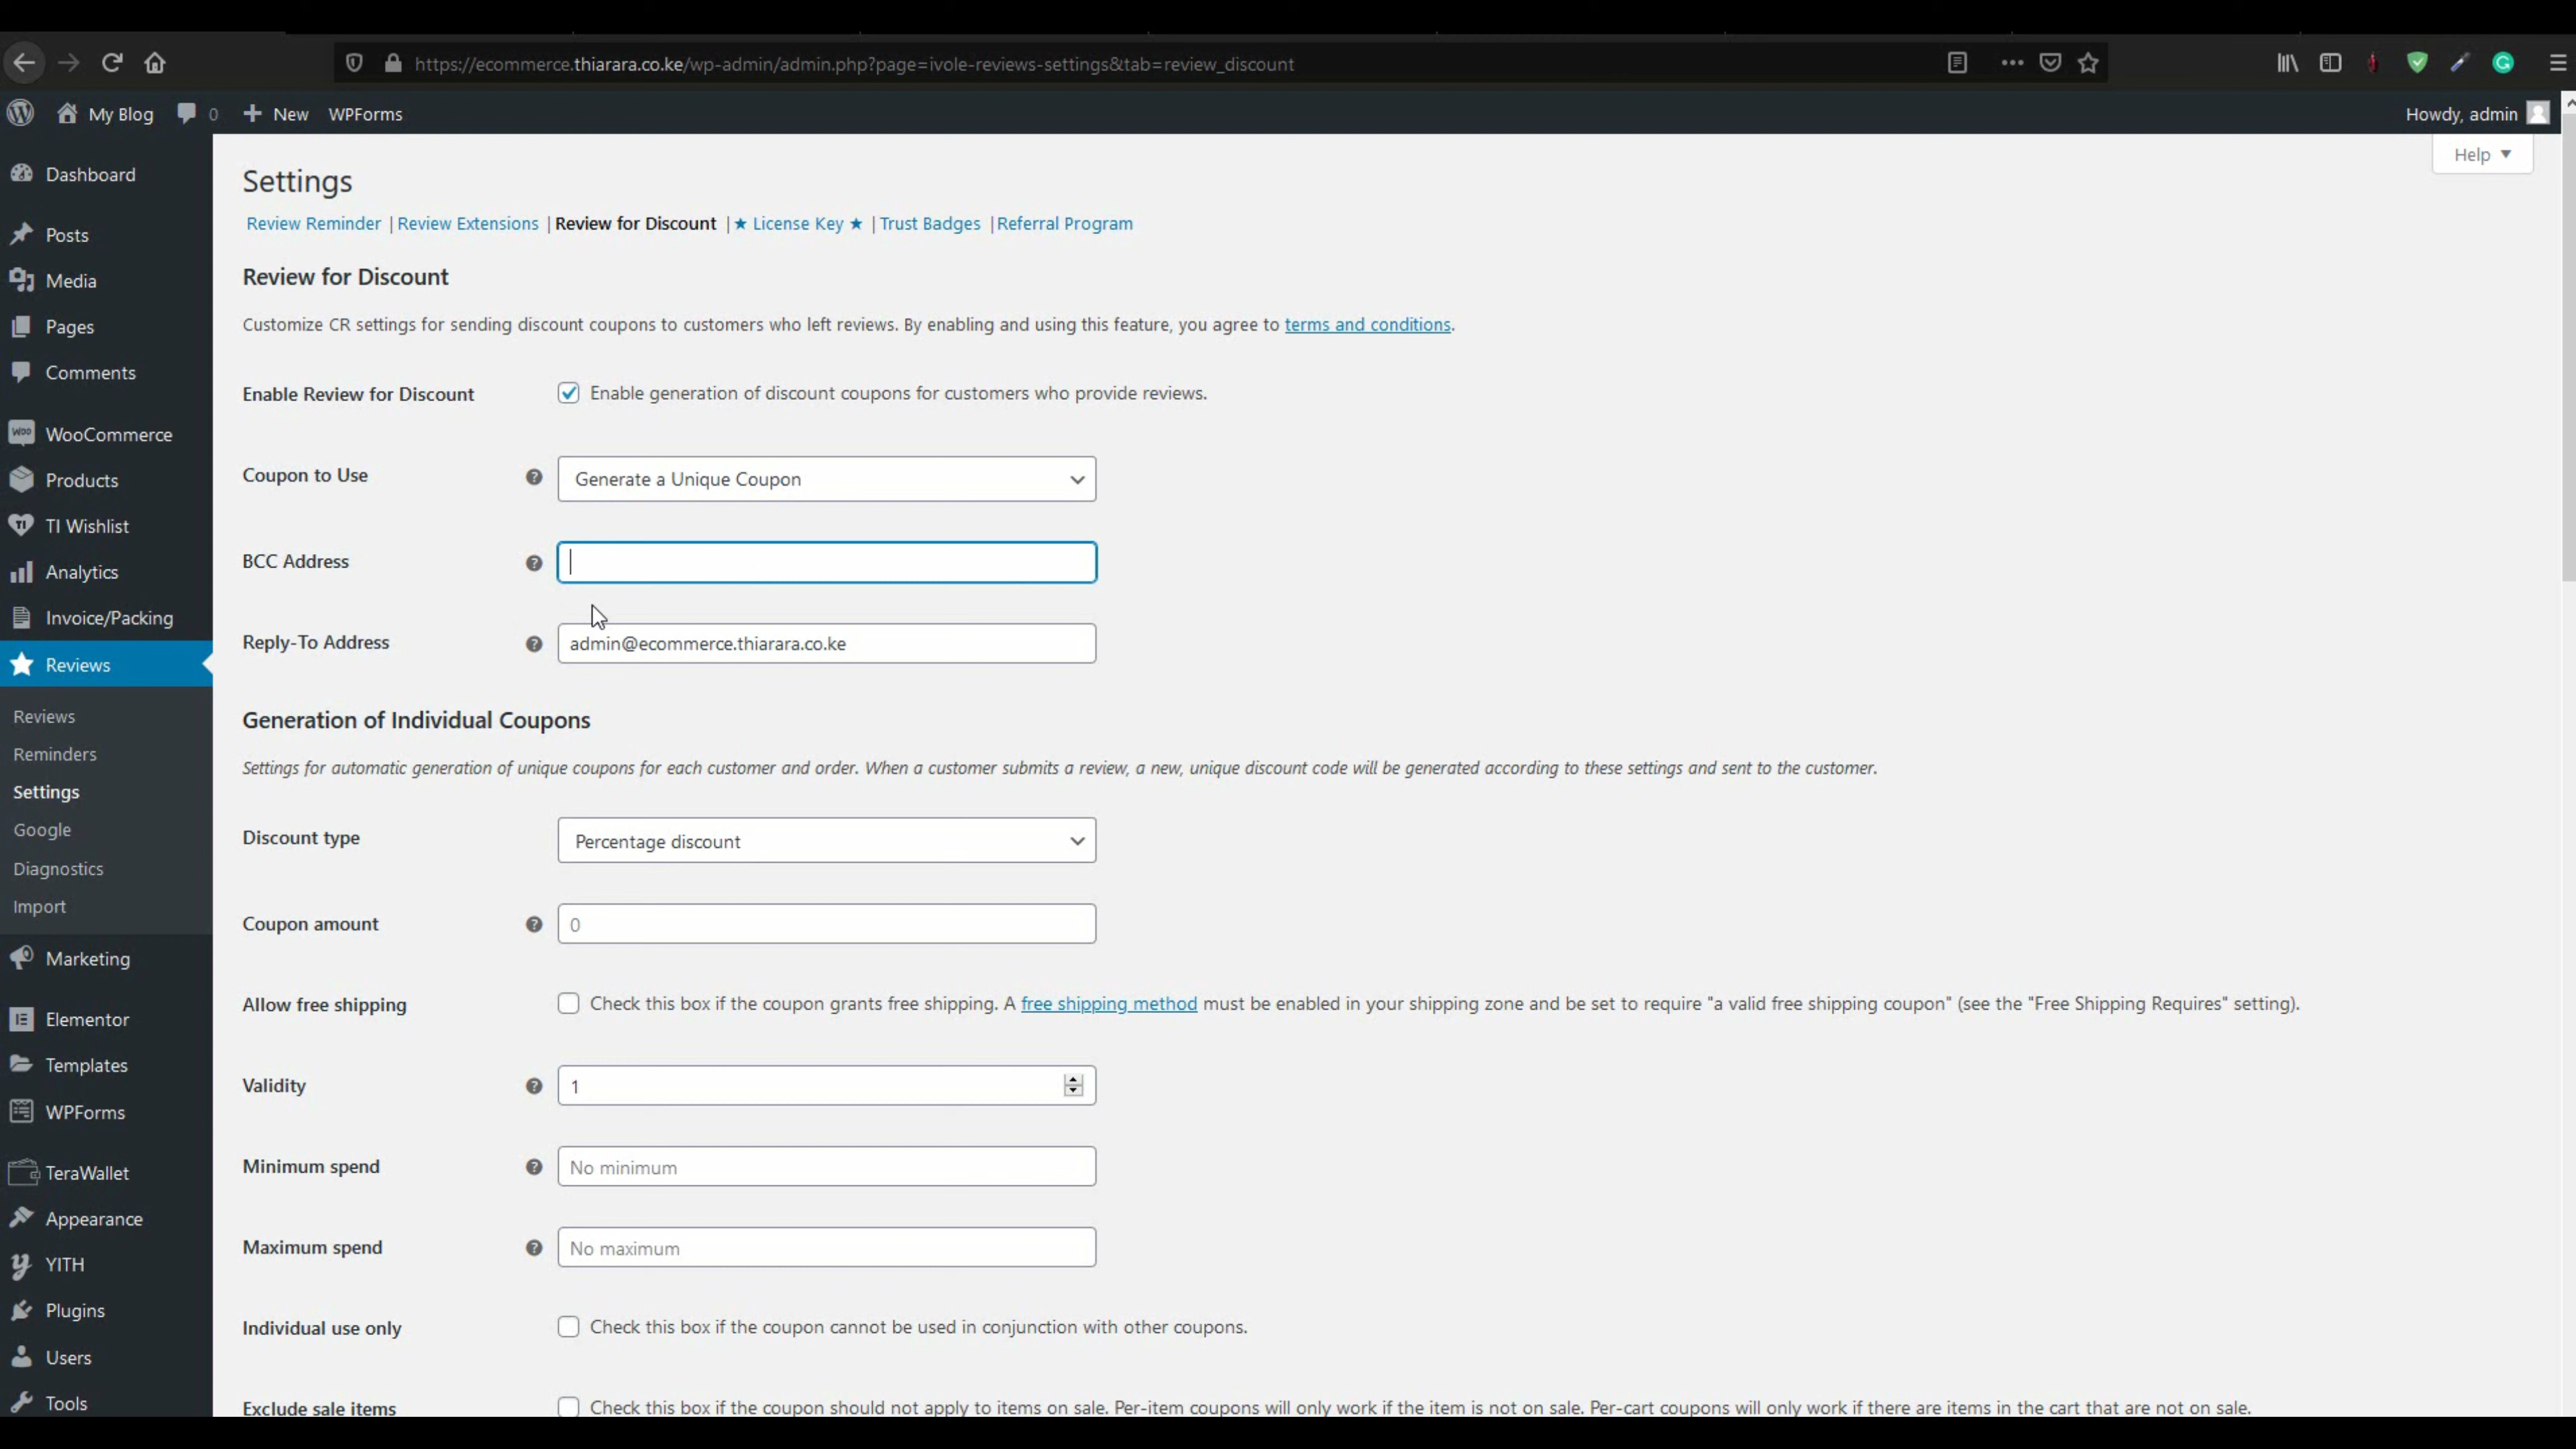 https://ecommerce.thiarara.co.ke/wp-admin/admin.php?page=ivole-reviews-settings&tab=review_discount
My Blog 0 New WPForms Howdy, admin
Help
Dashboard
Posts
Media
Pages
Comments
WooCommerce
Products
TI Wishlist
Analytics
Invoice/Packing
Reviews
Reviews
Reminders
Settings
Google
Diagnostics
Import
Marketing
Elementor
Templates
WPForms
TeraWallet
Appearance
YITH
Plugins
Users
Tools
Settings
Review Reminder | Review Extensions | Review for Discount | ★ License Key ★ | Trust Badges | Referral Program
Review for Discount
Customize CR settings for sending discount coupons to customers who left reviews. By enabling and using this feature, you agree to terms and conditions.
Enable Review for Discount Enable generation of discount coupons for customers who provide reviews.
Coupon to Use Generate a Unique Coupon
BCC Address
Reply-To Address admin@ecommerce.thiarara.co.ke
Generation of Individual Coupons
Settings for automatic generation of unique coupons for each customer and order. When a customer submits a review, a new, unique discount code will be generated according to these settings and sent to the customer.
Discount type Percentage discount
Coupon amount 0
Allow free shipping Check this box if the coupon grants free shipping. A free shipping method must be enabled in your shipping zone and be set to require "a valid free shipping coupon" (see the "Free Shipping Requires" setting).
Validity 1
Minimum spend No minimum
Maximum spend No maximum
Individual use only Check this box if the coupon cannot be used in conjunction with other coupons.
Exclude sale items Check this box if the coupon should not apply to items on sale. Per-item coupons will only work if the item is not on sale. Per-cart coupons will only work if there are items in the cart that are not on sale.